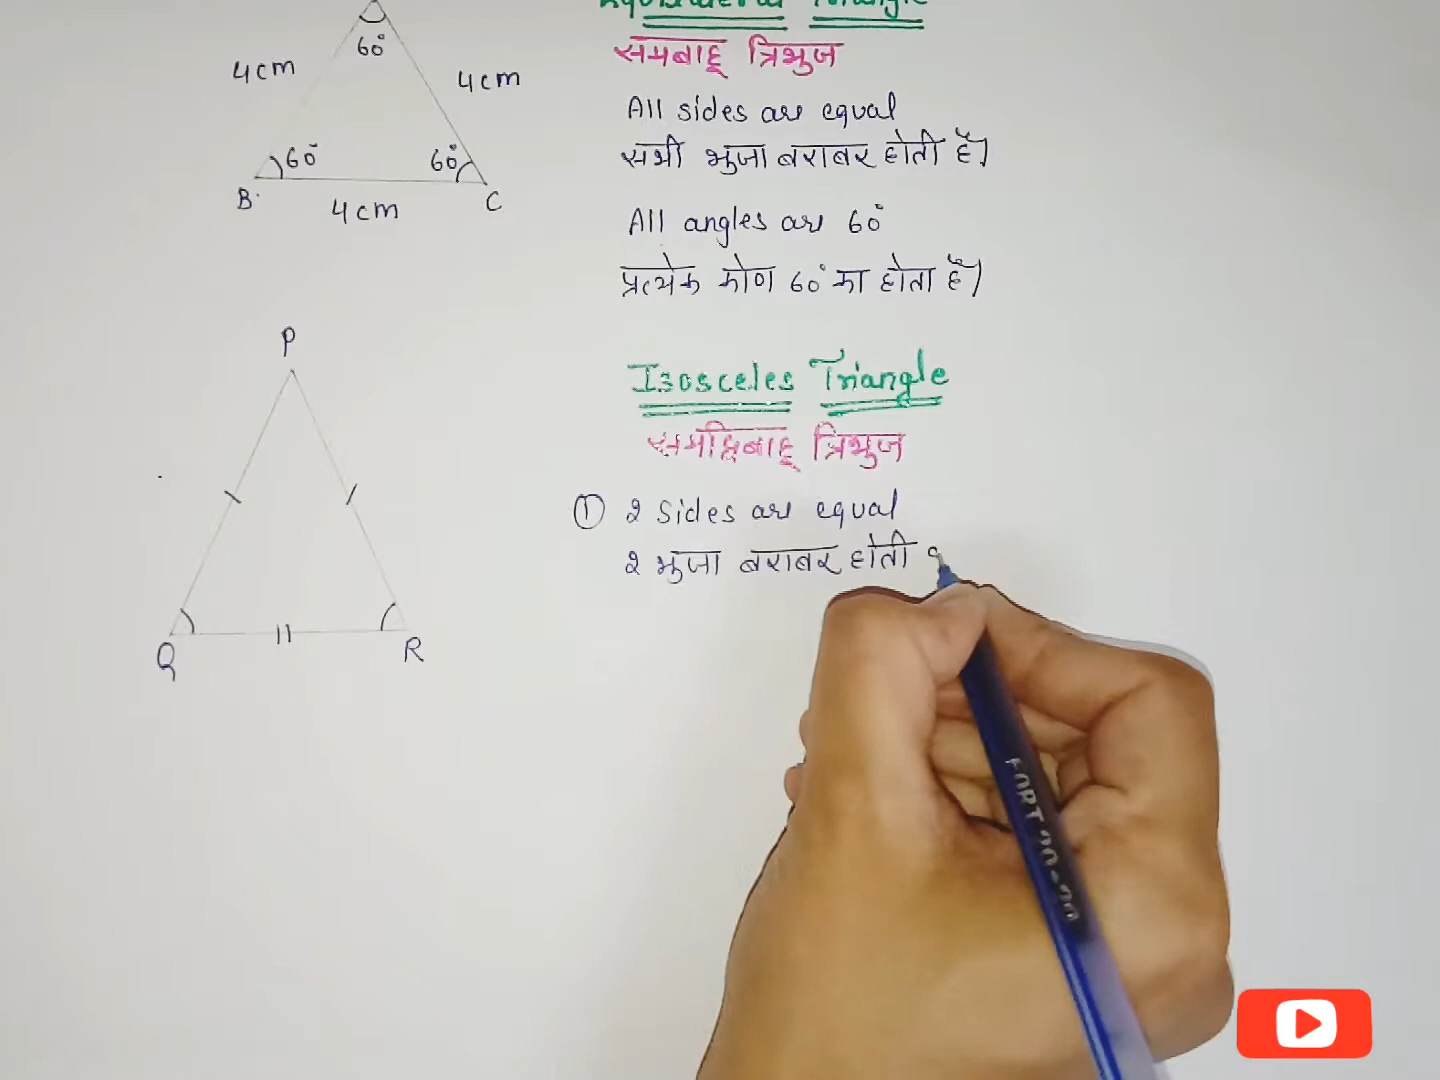 Triangle
समबाहू त्रिभुज
60°
4cm
4cm
All sides are equal
सभी भुजा बराबर होती है।
60°
60°
B
C
4cm
All angles are 60°
प्रत्येक कोण 60° का होता है।
P
Isosceles Triangle
समद्विबाहू त्रिभुज
① 2 Sides are equal
2 भुजा बराबर होती
Q
R